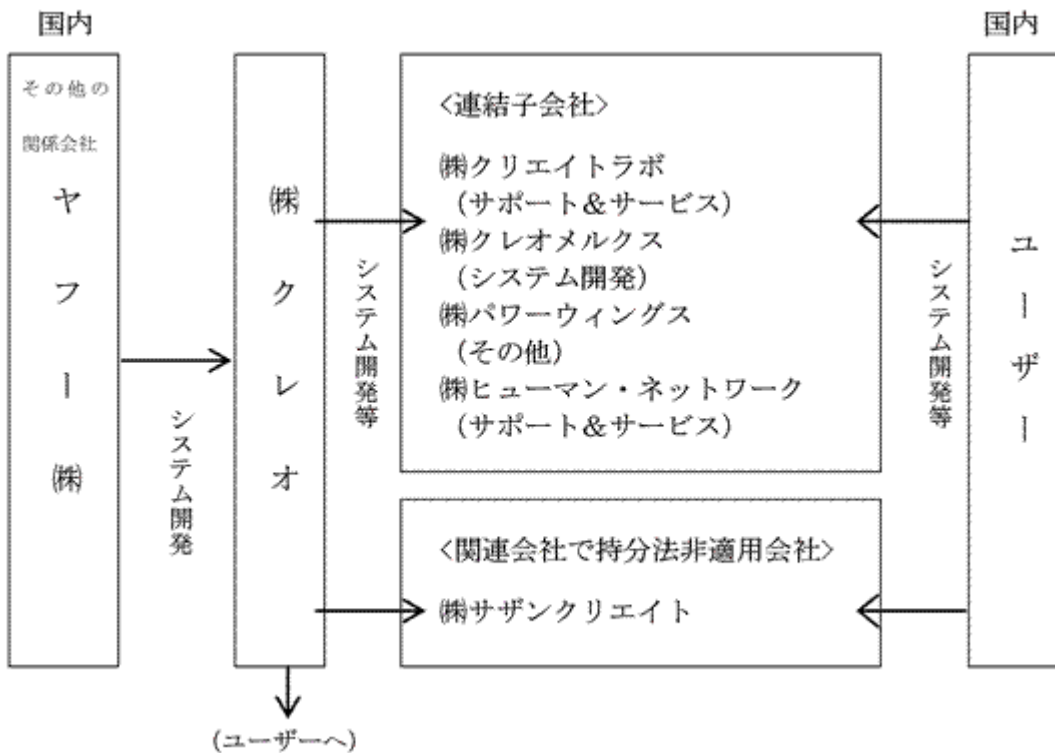 国内
その他の
関係会社
ヤフー㈱
システム開発
㈱クレオ
(ユーザーへ)
システム開発等
<連結子会社>
㈱クリエイトラボ
(サポート&サービス)
㈱クレオメルクス
(システム開発)
㈱パワーウィングス
(その他)
㈱ヒューマン・ネットワーク
(サポート&サービス)
<関連会社で持分法非適用会社>
㈱サザンクリエイト
システム開発等
国内
ユーザー